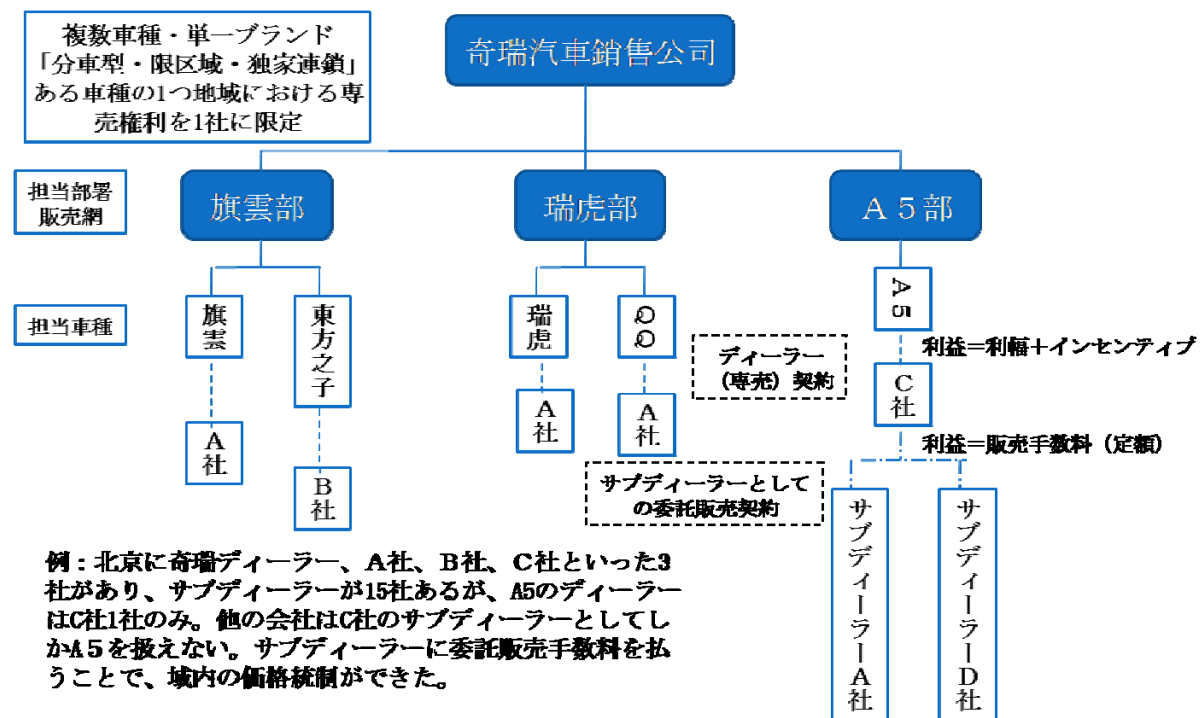 複数車種・単一ブランド
「分車型・限区域・独家連鎖」
ある車種の1つ地域における専
売権利を1社に限定
奇瑞汽車銷售公司
担当部署
販売網
旗雲部
瑞虎部
A5部
担当車種
旗雲
東方之子
瑞虎
QQ
A5
ディーラー
(専売)契約
利益=利幅+インセンティブ
A社
B社
A社
A社
C社
利益=販売手数料(定額)
サブディーラーとして
の委託販売契約
サブディーラーA社
サブディーラーD社
例:北京に奇瑞ディーラー、A社、B社、C社といった3
社があり、サブディーラーが15社あるが、A5のディーラー
はC社1社のみ。他の会社はC社のサブディーラーとしてし
かA5を扱えない。サブディーラーに委託販売手数料を払
うことで、域内の価格統制ができた。